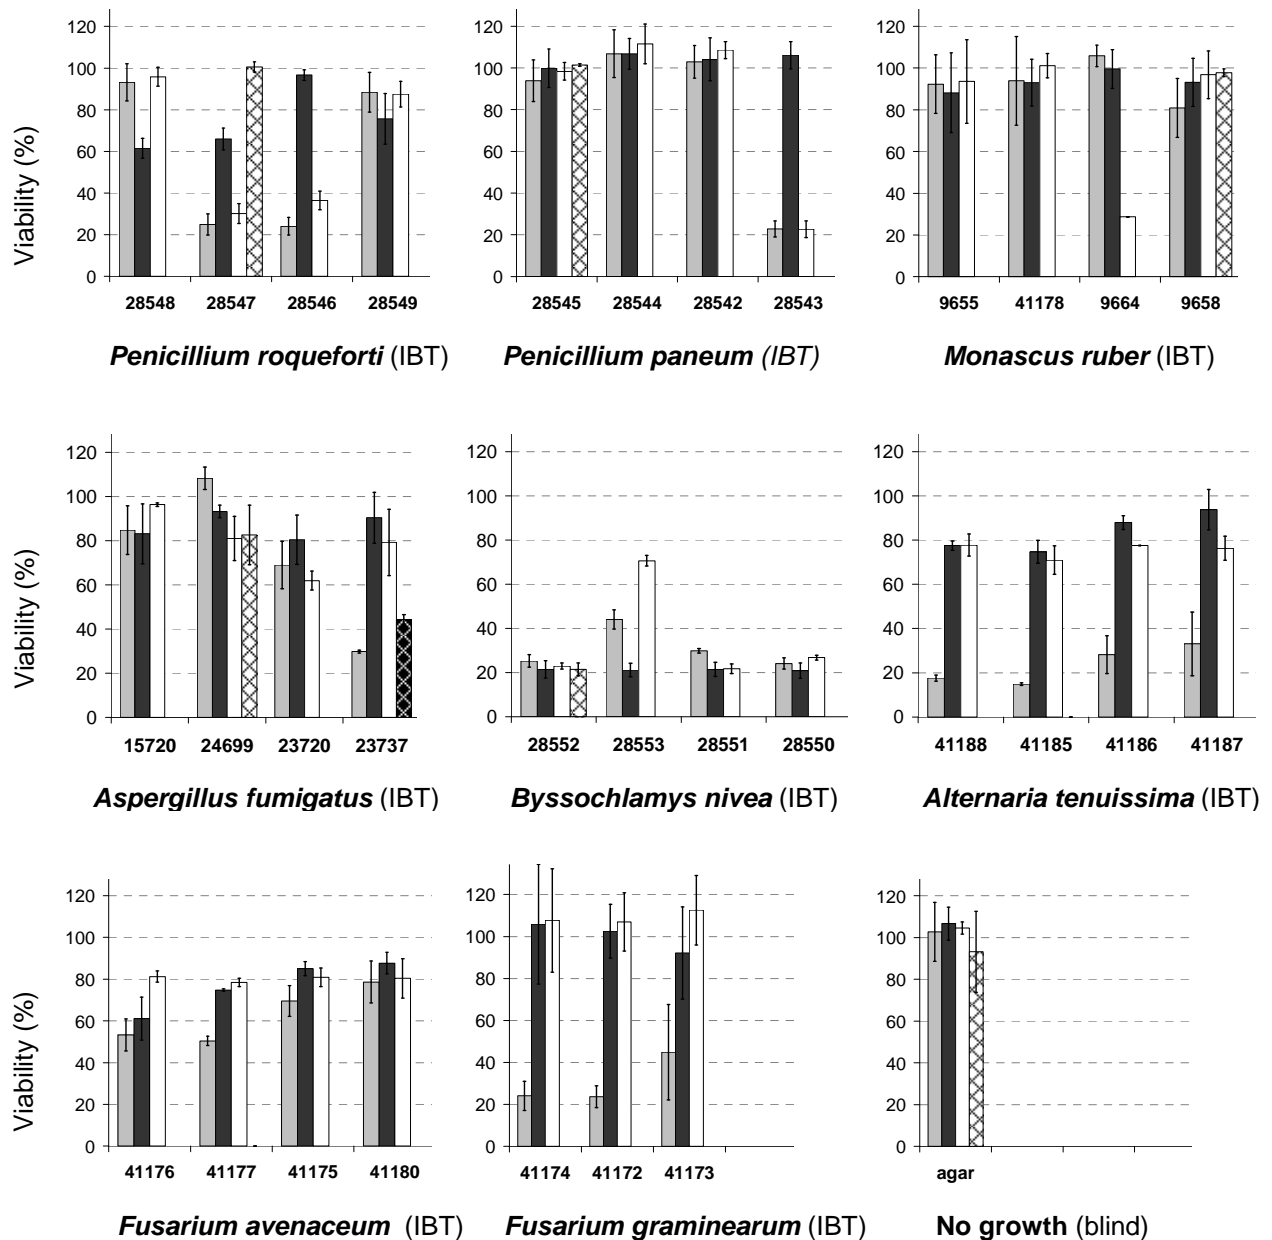 120 120 120
100 100 100
80 80 80
60 60 60
40 40 40
20 20 20
0 0 0
Viability (%)
28548 28547 28546 28549 28545 28544 28542 28543 9655 41178 9664 9658
Penicillium roqueforti (IBT) Penicillium paneum (IBT) Monascus ruber (IBT)
120 120 120
100 100 100
80 80 80
60 60 60
40 40 40
20 20 20
0 0 0
Viability (%)
15720 24699 23720 23737 28552 28553 28551 28550 41188 41185 41186 41187
Aspergillus fumigatus (IBT) Byssochlamys nivea (IBT) Alternaria tenuissima (IBT)
120 120 120
100 100 100
80 80 80
60 60 60
40 40 40
20 20 20
0 0 0
Viability (%)
41176 41177 41175 41180 41174 41172 41173 agar
Fusarium avenaceum (IBT) Fusarium graminearum (IBT) No growth (blind)